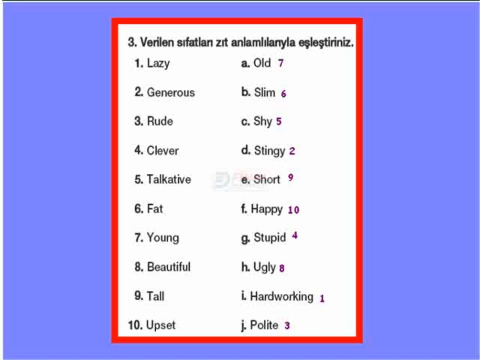 3. Verilen sıfatları zıt anlamlılarıyla eşleştiriniz.
1. Lazy a. Old 7
2. Generous b. Slim 6
3. Rude c. Shy 5
4. Clever d. Stingy 2
5. Talkative e. Short 9
6. Fat f. Happy 10
7. Young g. Stupid 4
8. Beautiful h. Ugly 8
9. Tall i. Hardworking 1
10. Upset j. Polite 3